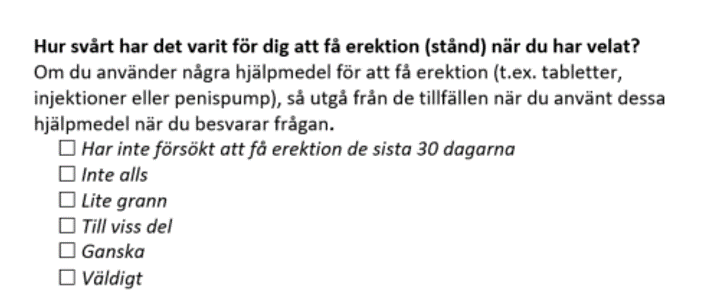 Hur svårt har det varit för dig att få erektion (stånd) när du har velat?
Om du använder några hjälpmedel för att få erektion (t.ex. tabletter,
injektioner eller penispump), så utgå från de tillfällen när du använt dessa
hjälpmedel när du besvarar frågan.
☐ Har inte försökt att få erektion de sista 30 dagarna
☐ Inte alls
☐ Lite grann
☐ Till viss del
☐ Ganska
☐ Väldigt